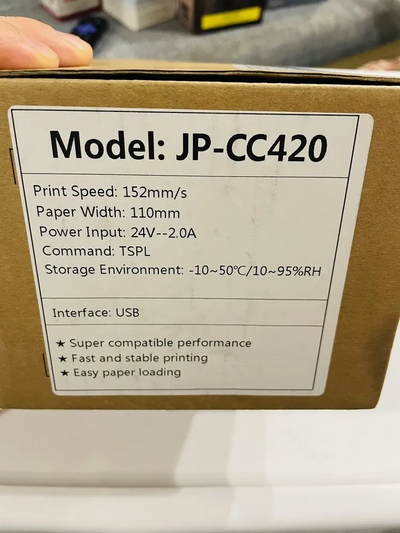 Model: JP-CC420
Print Speed: 152mm/s
Paper Width: 110mm
Power Input: 24V--2.0A
Command: TSPL
Storage Environment: -10~50℃/10~95%RH
Interface: USB
★ Super compatible performance
★ Fast and stable printing
★ Easy paper loading